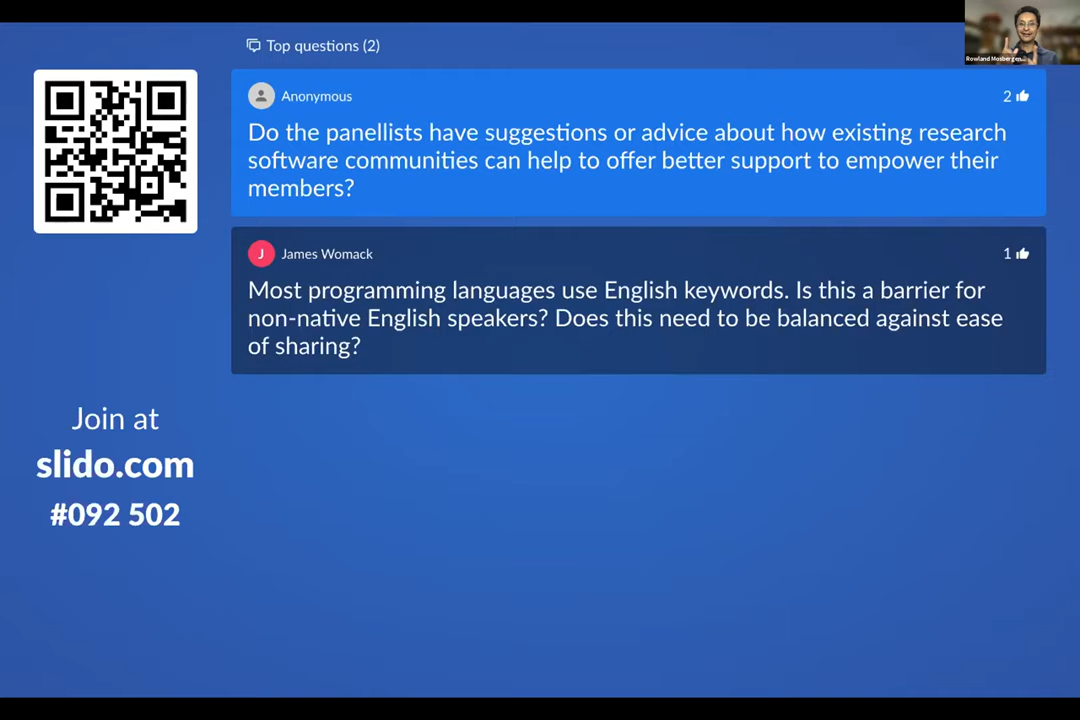 Top questions (2)
Anonymous
2
Do the panellists have suggestions or advice about how existing research
software communities can help to offer better support to empower their
members?
J
James Womack
1
Most programming languages use English keywords. Is this a barrier for
non-native English speakers? Does this need to be balanced against ease
of sharing?
Join at
slido.com
#092 502
Rowland Mosbergen